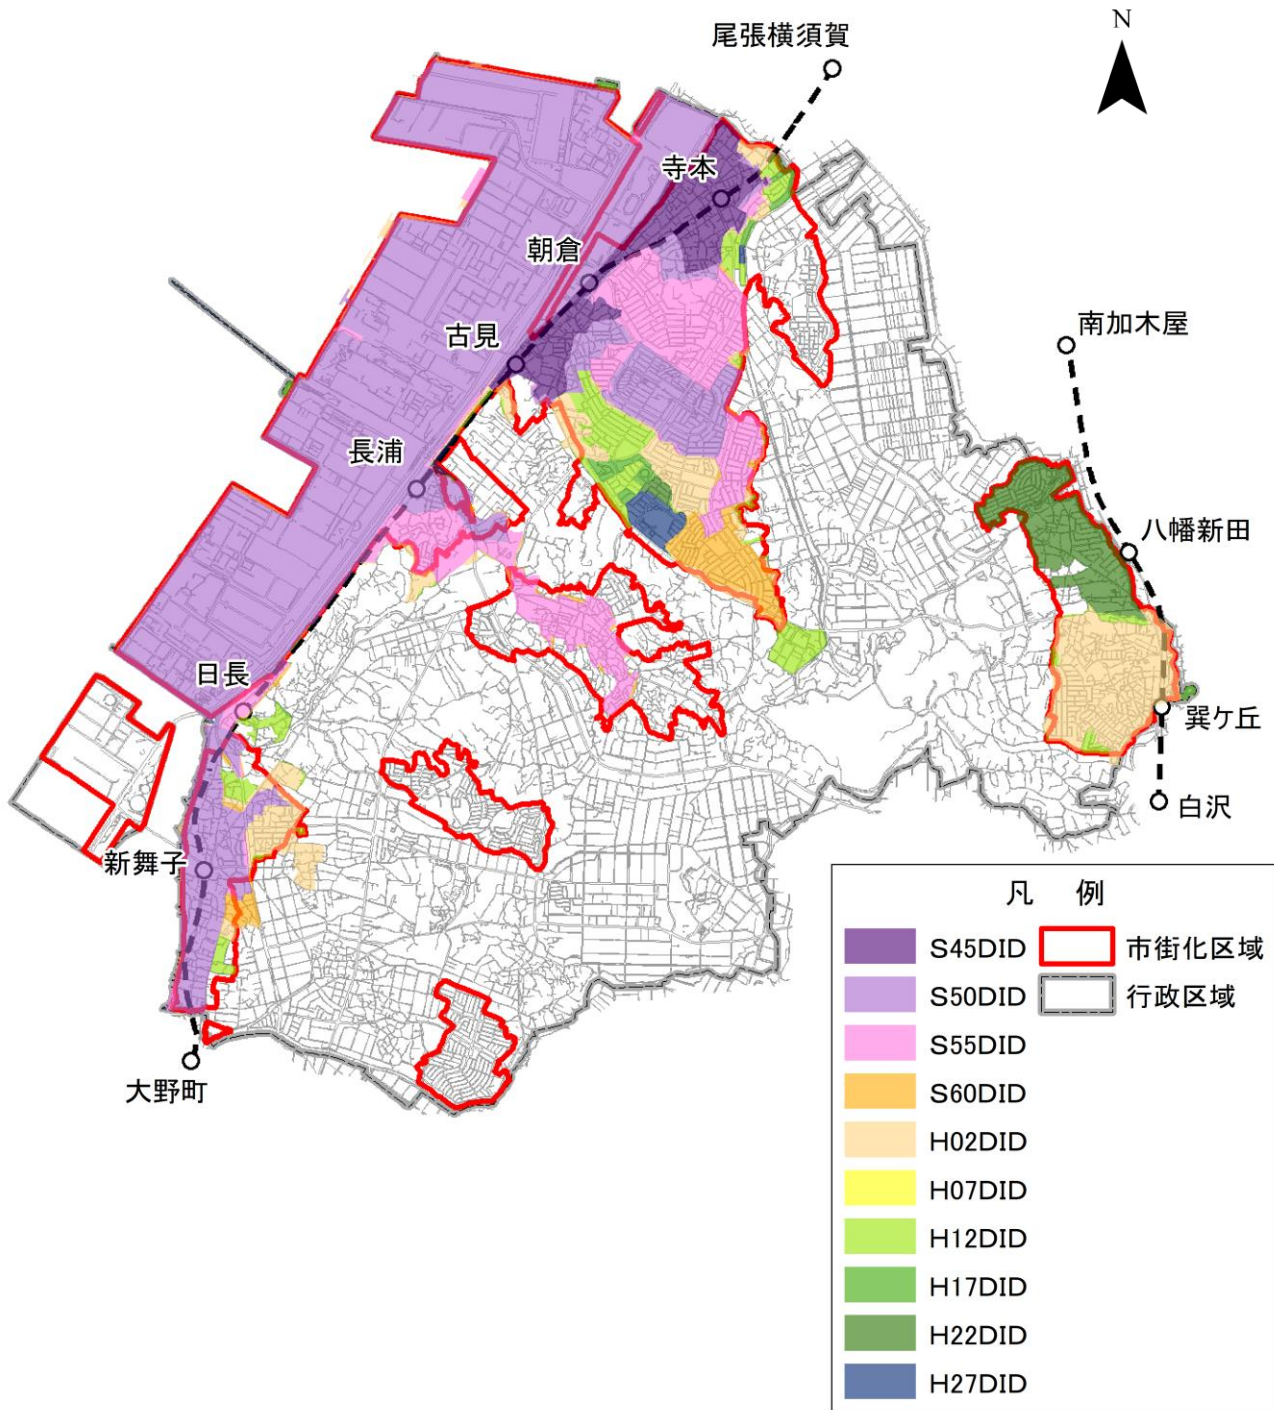 N
尾張横須賀
寺本
朝倉
南加木屋
古見
長浦
八幡新田
日長
巽ケ丘
白沢
新舞子
大野町
凡 例
S45DID 市街化区域
S50DID 行政区域
S55DID
S60DID
H02DID
H07DID
H12DID
H17DID
H22DID
H27DID